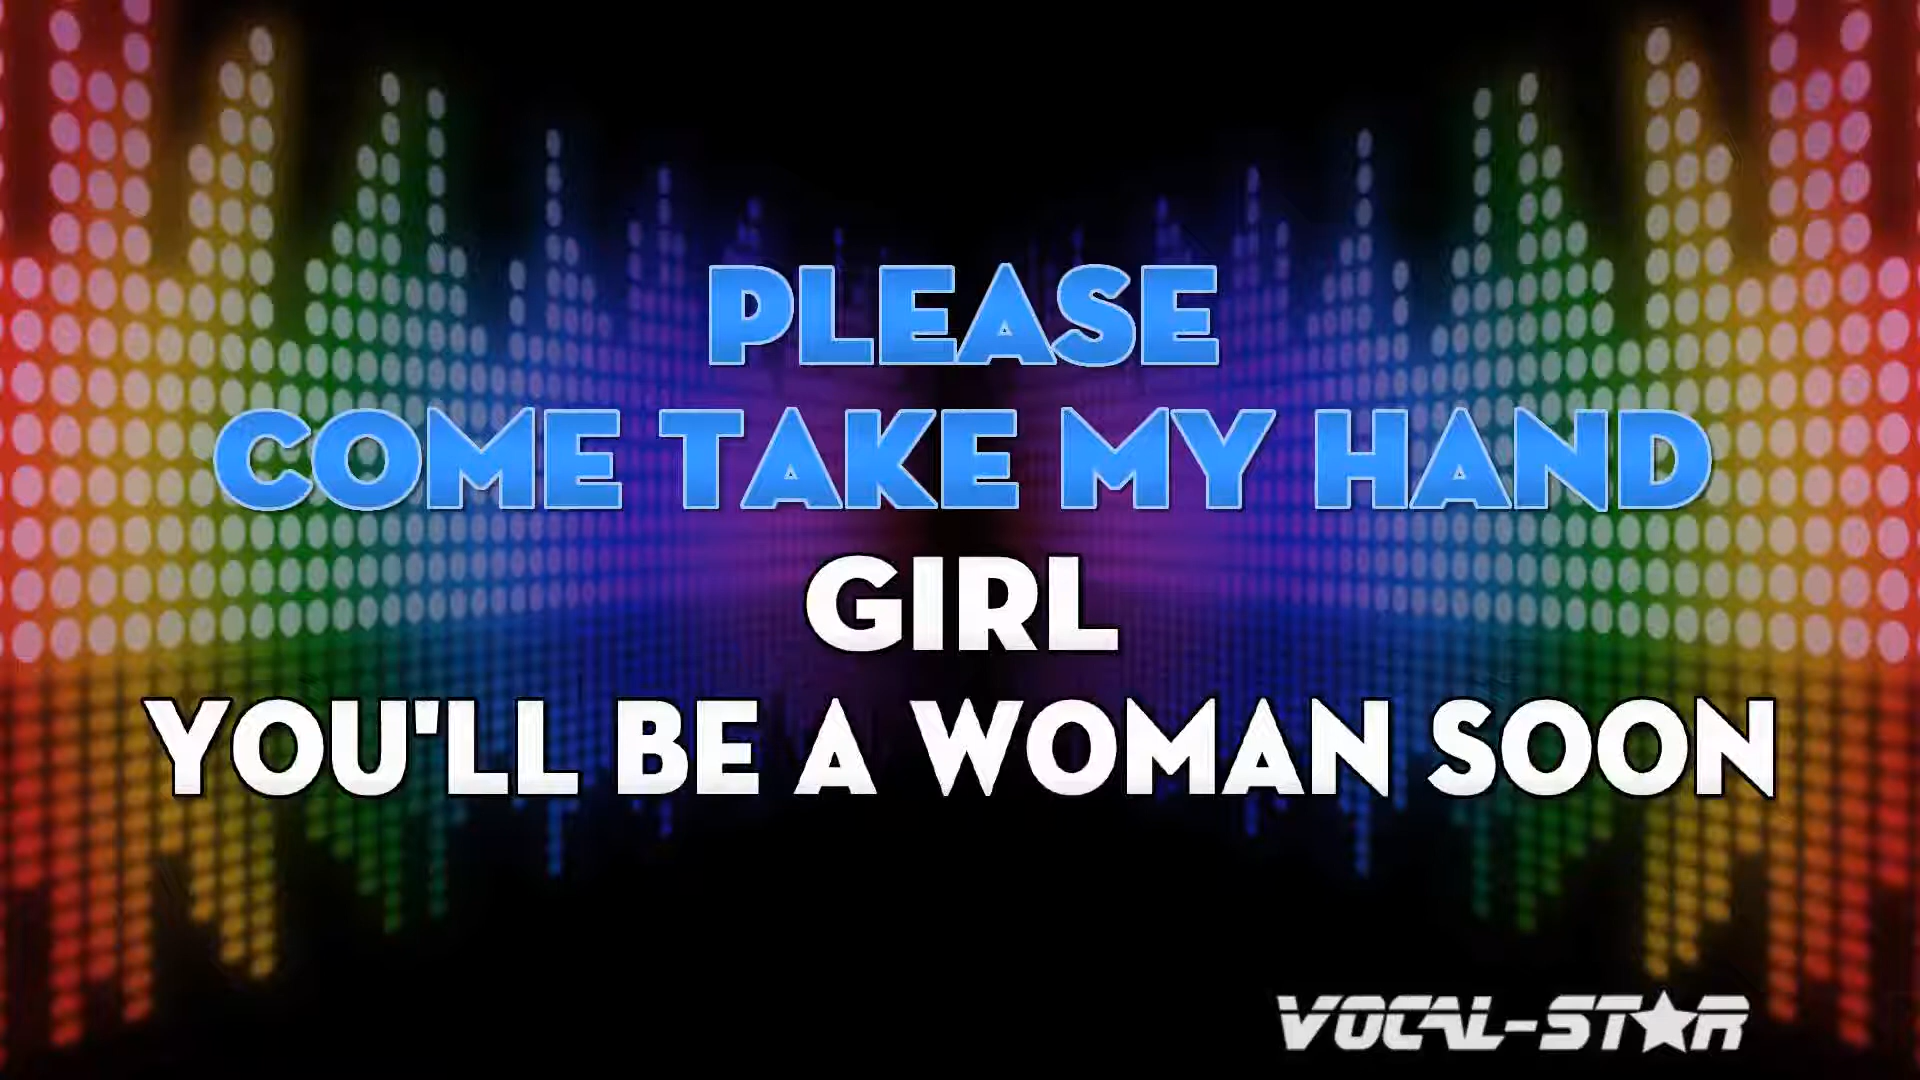 PLEASE
COME TAKE MY HAND
GIRL
YOU'LL BE A WOMAN SOON
VOCAL-STAR